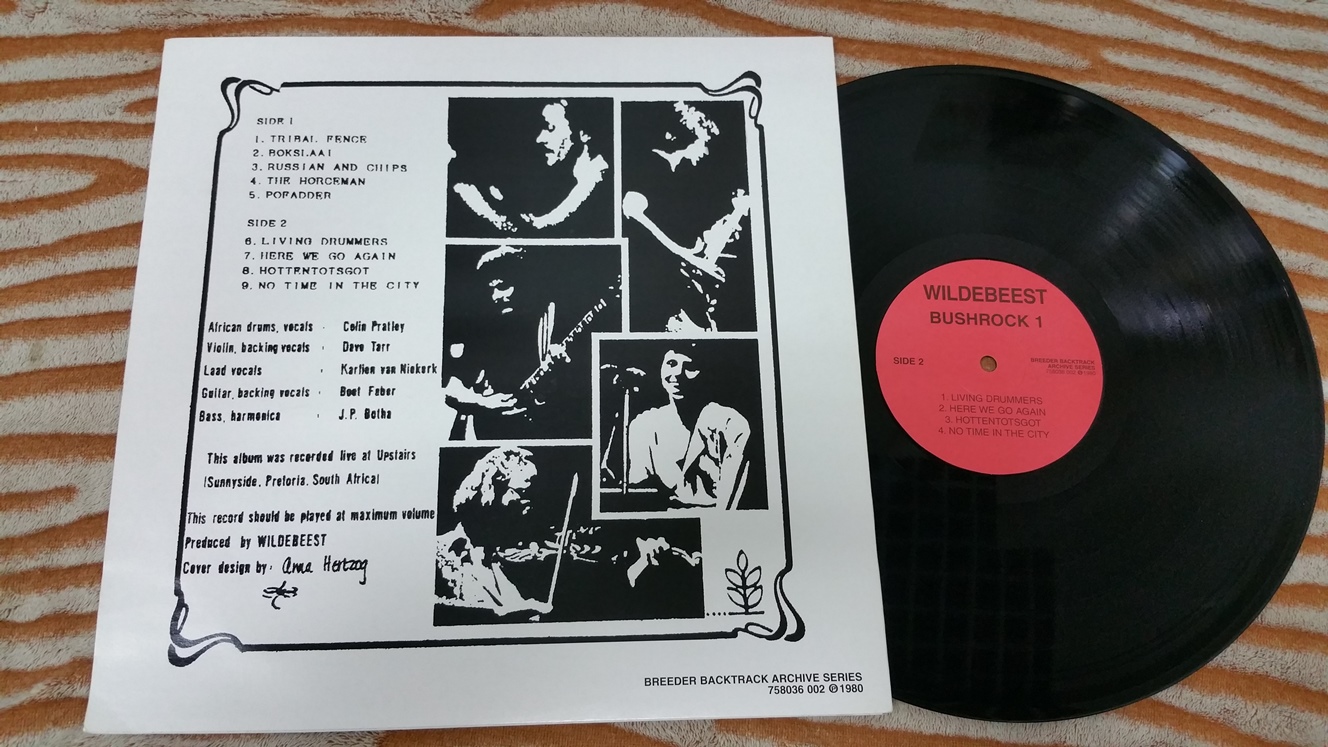 SIDE 1
1. TRIBAL FENCE
2. BOKSLAAI
3. RUSSIAN AND CHIPS
4. THE HORCEMAN
5. POFADDER
SIDE 2
6. LIVING DRUMMERS
7. HERE WE GO AGAIN
8. HOTTENTOTSGOT
9. NO TIME IN THE CITY
African drums, vocals - Colin Pratley
Violin, backing vocals - Dave Tarr
Lead vocals - Karlien van Niekerk
Guitar, backing vocals - Boet Faber
Bass, harmonica - J.P. Botha
This album was recorded live at Upstairs
(Sunnyside, Pretoria, South Africa)
This record should be played at maximum volume
Produced by WILDEBEEST
Cover design by: Anna Hertzog
BREEDER BACKTRACK ARCHIVE SERIES
758036 002 ℗ 1980
WILDEBEEST
BUSHROCK 1
SIDE 2
BREEDER BACKTRACK
ARCHIVE SERIES
758036 002 ℗ 1980
1. LIVING DRUMMERS
2. HERE WE GO AGAIN
3. HOTTENTOTSGOT
4. NO TIME IN THE CITY